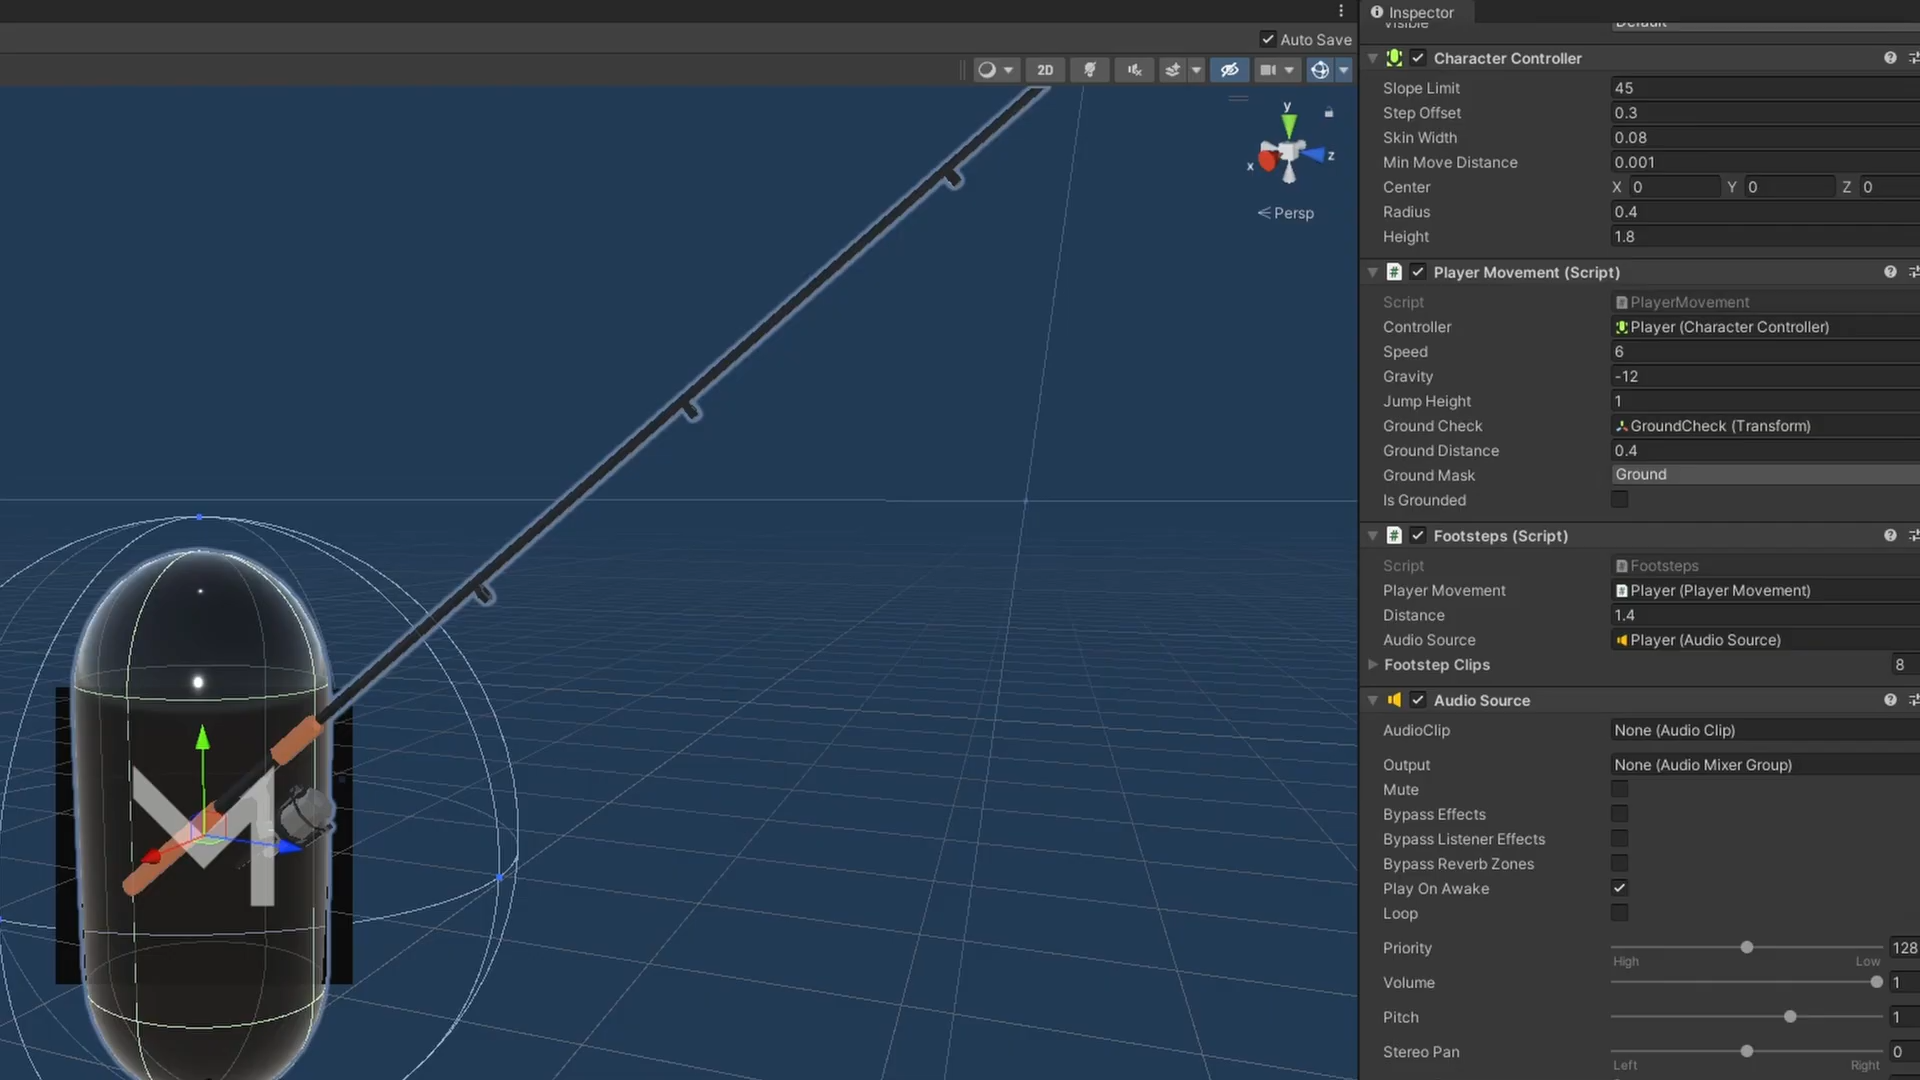 Inspector
Auto Save
Visible
Default
2D
y
x
z
Persp
Character Controller
Slope Limit 45
Step Offset 0.3
Skin Width 0.08
Min Move Distance 0.001
Center X 0 Y 0 Z 0
Radius 0.4
Height 1.8
Player Movement (Script)
Script PlayerMovement
Controller Player (Character Controller)
Speed 6
Gravity -12
Jump Height 1
Ground Check GroundCheck (Transform)
Ground Distance 0.4
Ground Mask Ground
Is Grounded
Footsteps (Script)
Script Footsteps
Player Movement Player (Player Movement)
Distance 1.4
Audio Source Player (Audio Source)
Footstep Clips 8
Audio Source
AudioClip None (Audio Clip)
Output None (Audio Mixer Group)
Mute
Bypass Effects
Bypass Listener Effects
Bypass Reverb Zones
Play On Awake
Loop
Priority 128
High Low
Volume 1
Pitch 1
Stereo Pan 0
Left Right